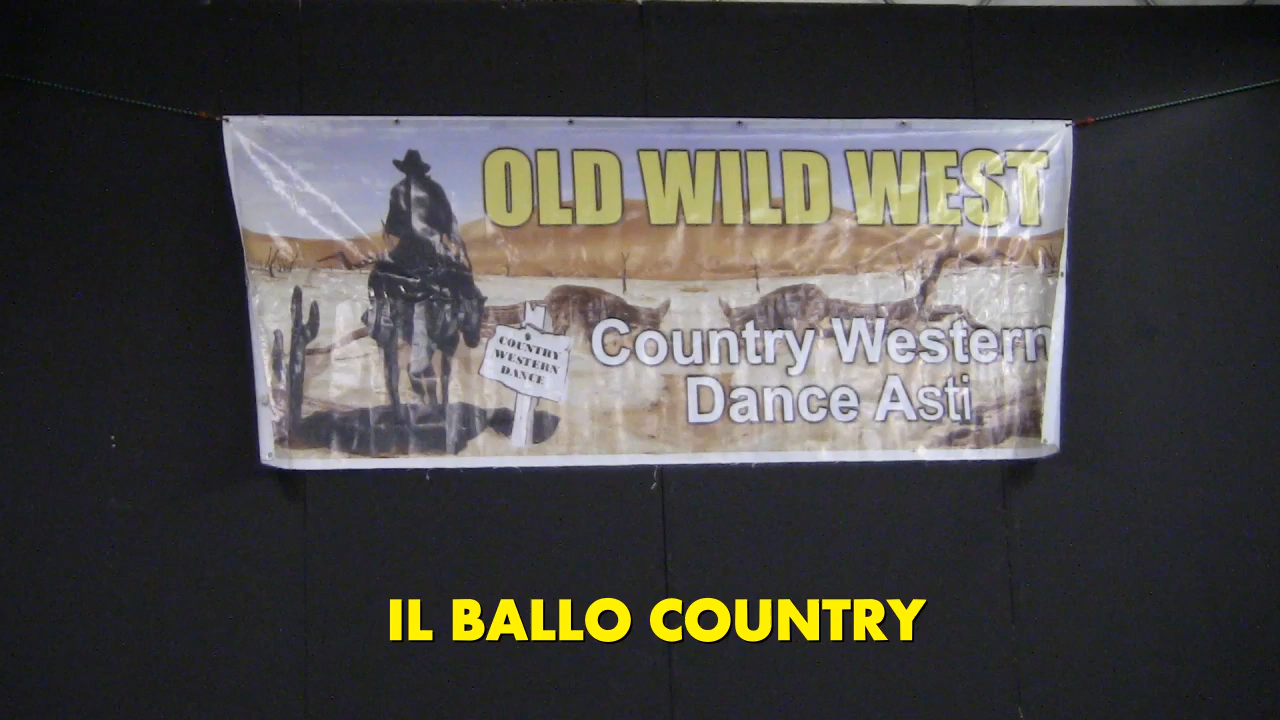 OLD WILD WEST
COUNTRY
WESTERN
DANCE
Country Western
Dance Asti
IL BALLO COUNTRY